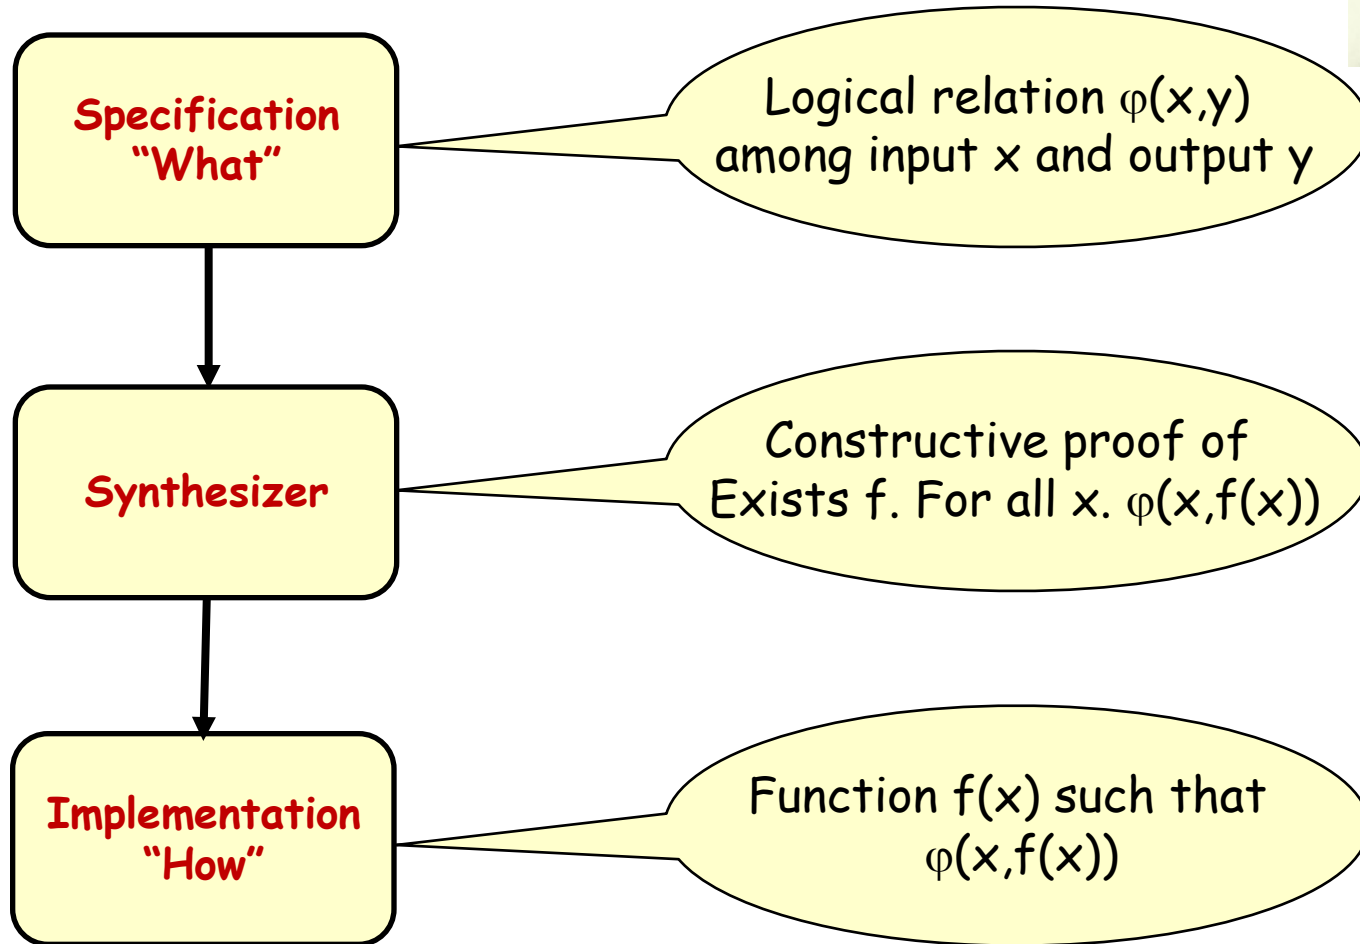 Specification
“What”
Logical relation φ(x,y)
among input x and output y
Synthesizer
Constructive proof of
Exists f. For all x. φ(x,f(x))
Implementation
“How”
Function f(x) such that
φ(x,f(x))